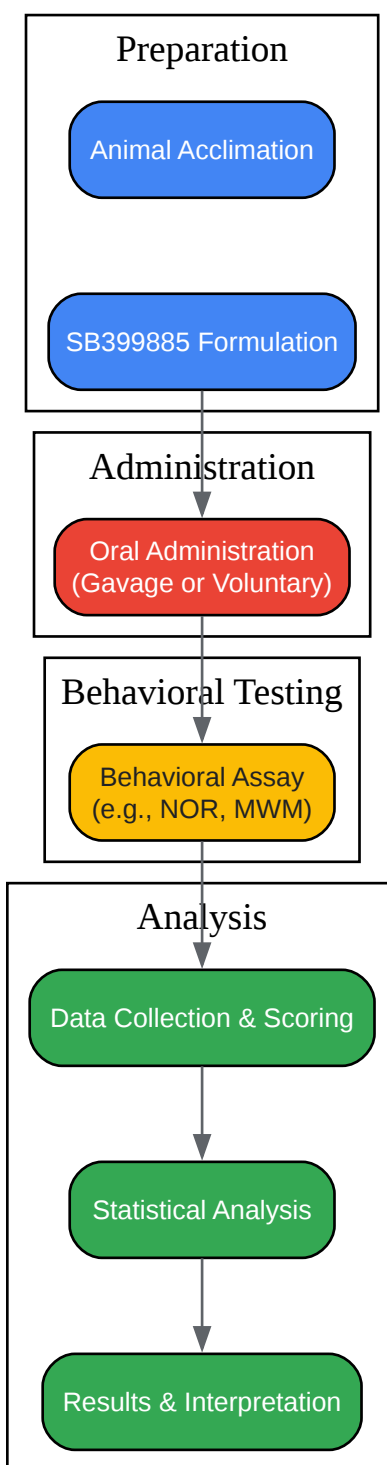 Preparation
Animal Acclimation
SB399885 Formulation
Administration
Oral Administration
(Gavage or Voluntary)
Behavioral Testing
Behavioral Assay
(e.g., NOR, MWM)
Analysis
Data Collection & Scoring
Statistical Analysis
Results & Interpretation